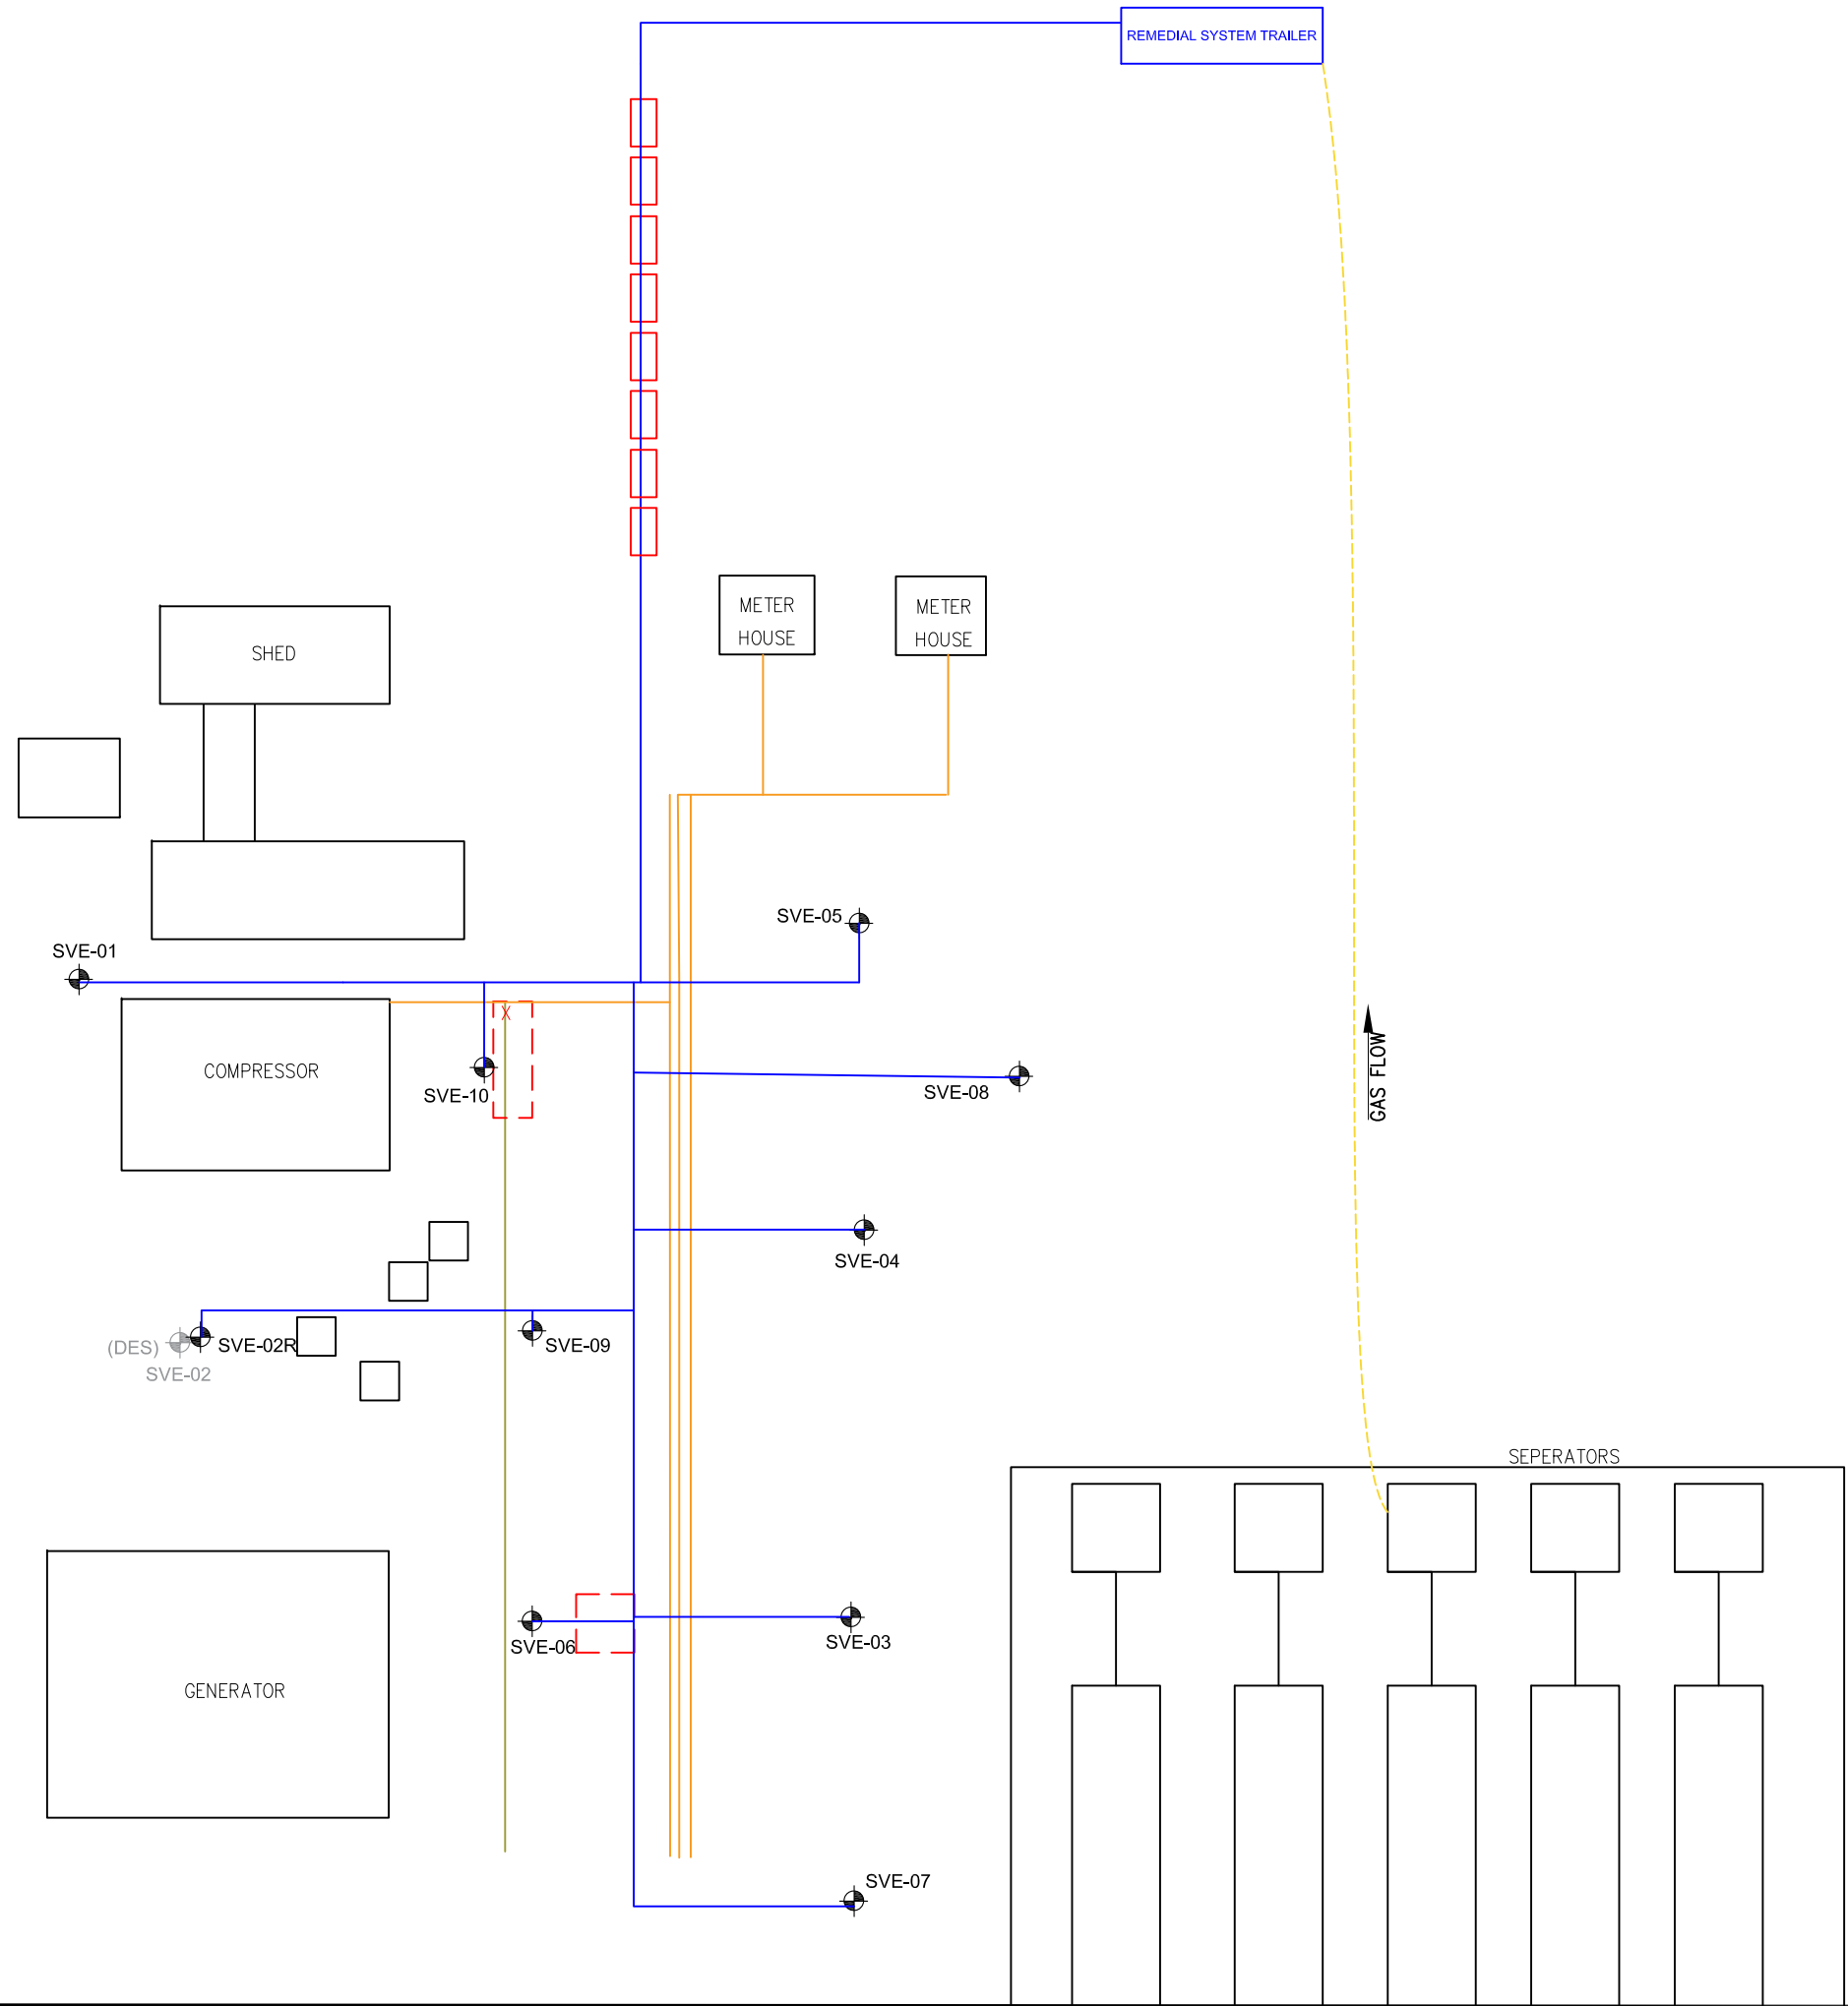 REMEDIAL SYSTEM TRAILER
METER
HOUSE
METER
HOUSE
SHED
SVE-05
SVE-01
X
COMPRESSOR
SVE-10
SVE-08
GAS FLOW
SVE-04
(DES)
SVE-02
SVE-02R
SVE-09
SEPERATORS
SVE-06
SVE-03
GENERATOR
SVE-07